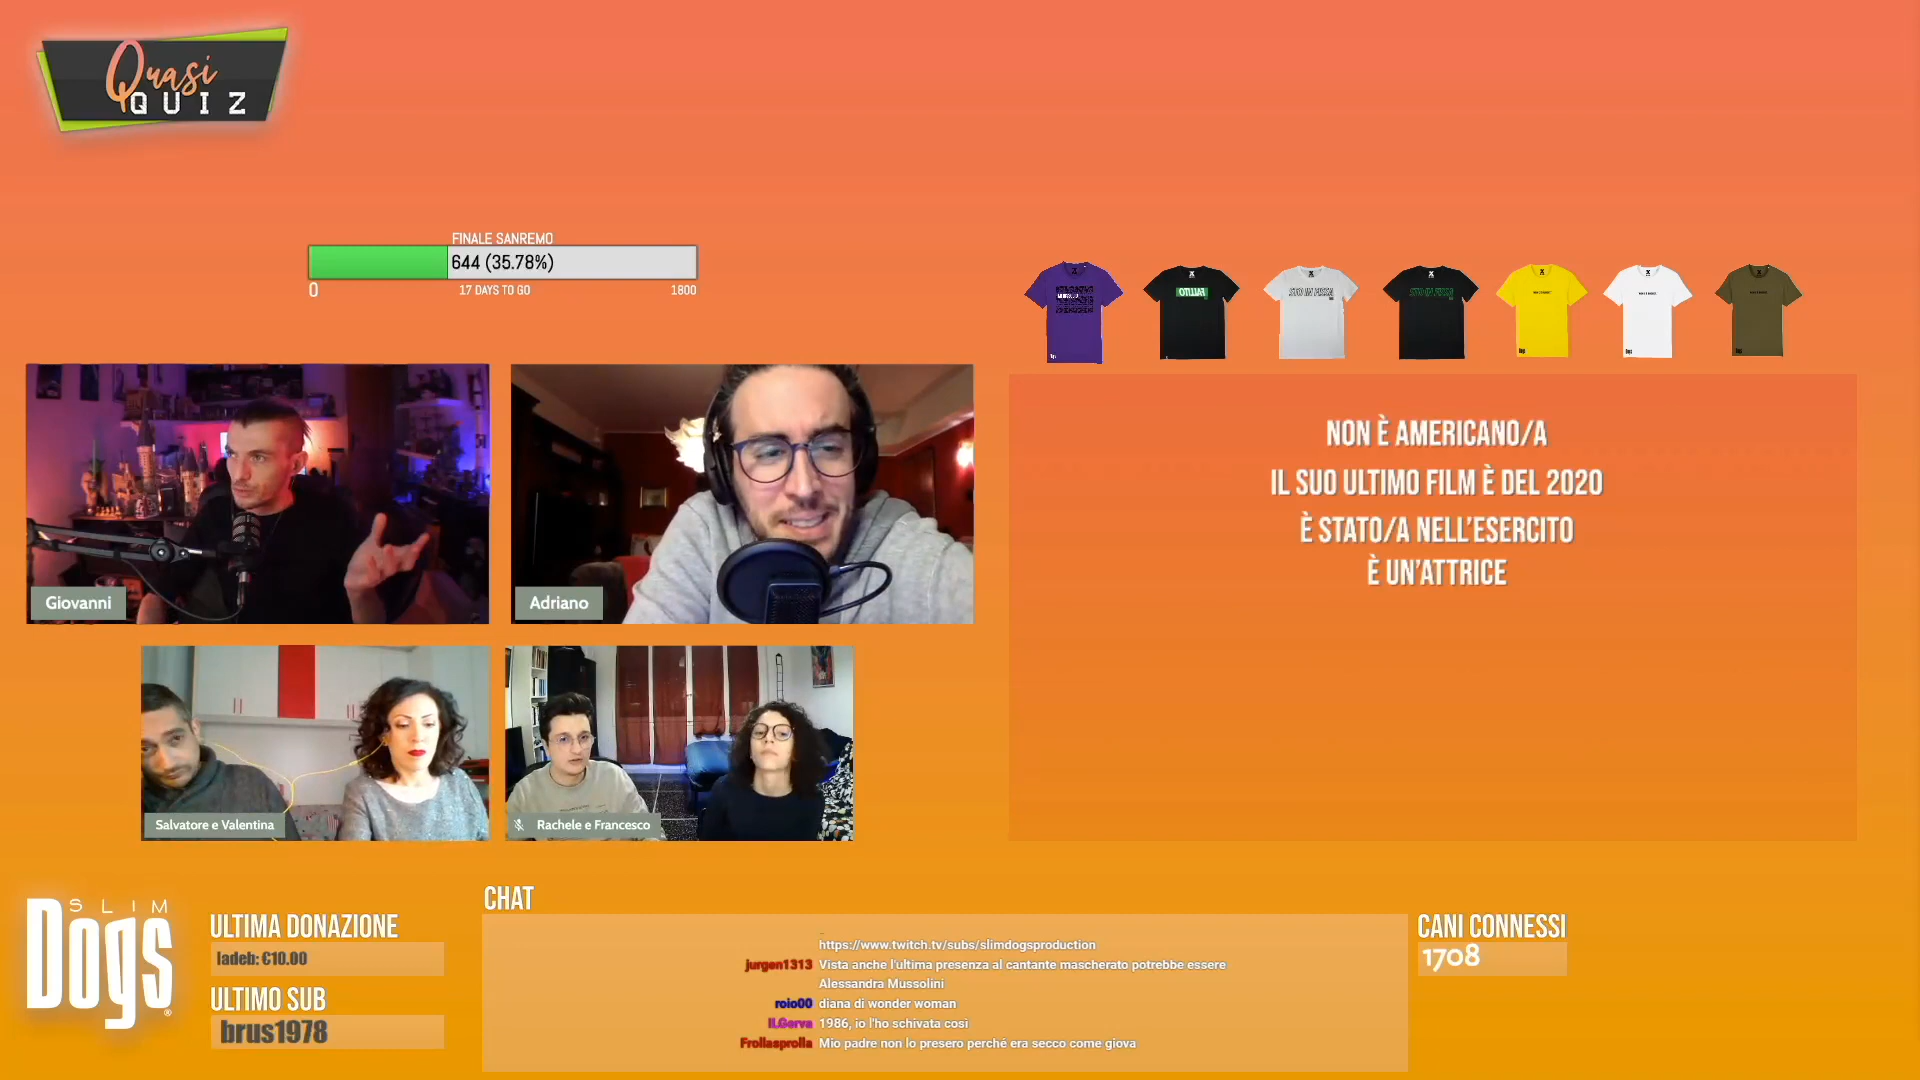 Quasi
QUIZ
FINALE SANREMO
644 (35.78%)
0
17 DAYS TO GO
1800
NON È AMERICANO/A
IL SUO ULTIMO FILM È DEL 2020
È STATO/A NELL'ESERCITO
È UN'ATTRICE
Giovanni
Adriano
Salvatore e Valentina
Rachele e Francesco
SLIM
Dogs
ULTIMA DONAZIONE
ladeb: €10.00
ULTIMO SUB
brus1978
CHAT
https://www.twitch.tv/subs/slimdogsproduction
jurgen1313 Vista anche l'ultima presenza al cantante mascherato potrebbe essere
Alessandra Mussolini
roio00 diana di wonder woman
ILGerva 1986, io l'ho schivata così
Frollasprolla Mio padre non lo presero perché era secco come giova
CANI CONNESSI
1708